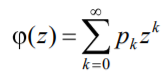 φ(z) = ∑_{k=0}^{∞} p_k z^k